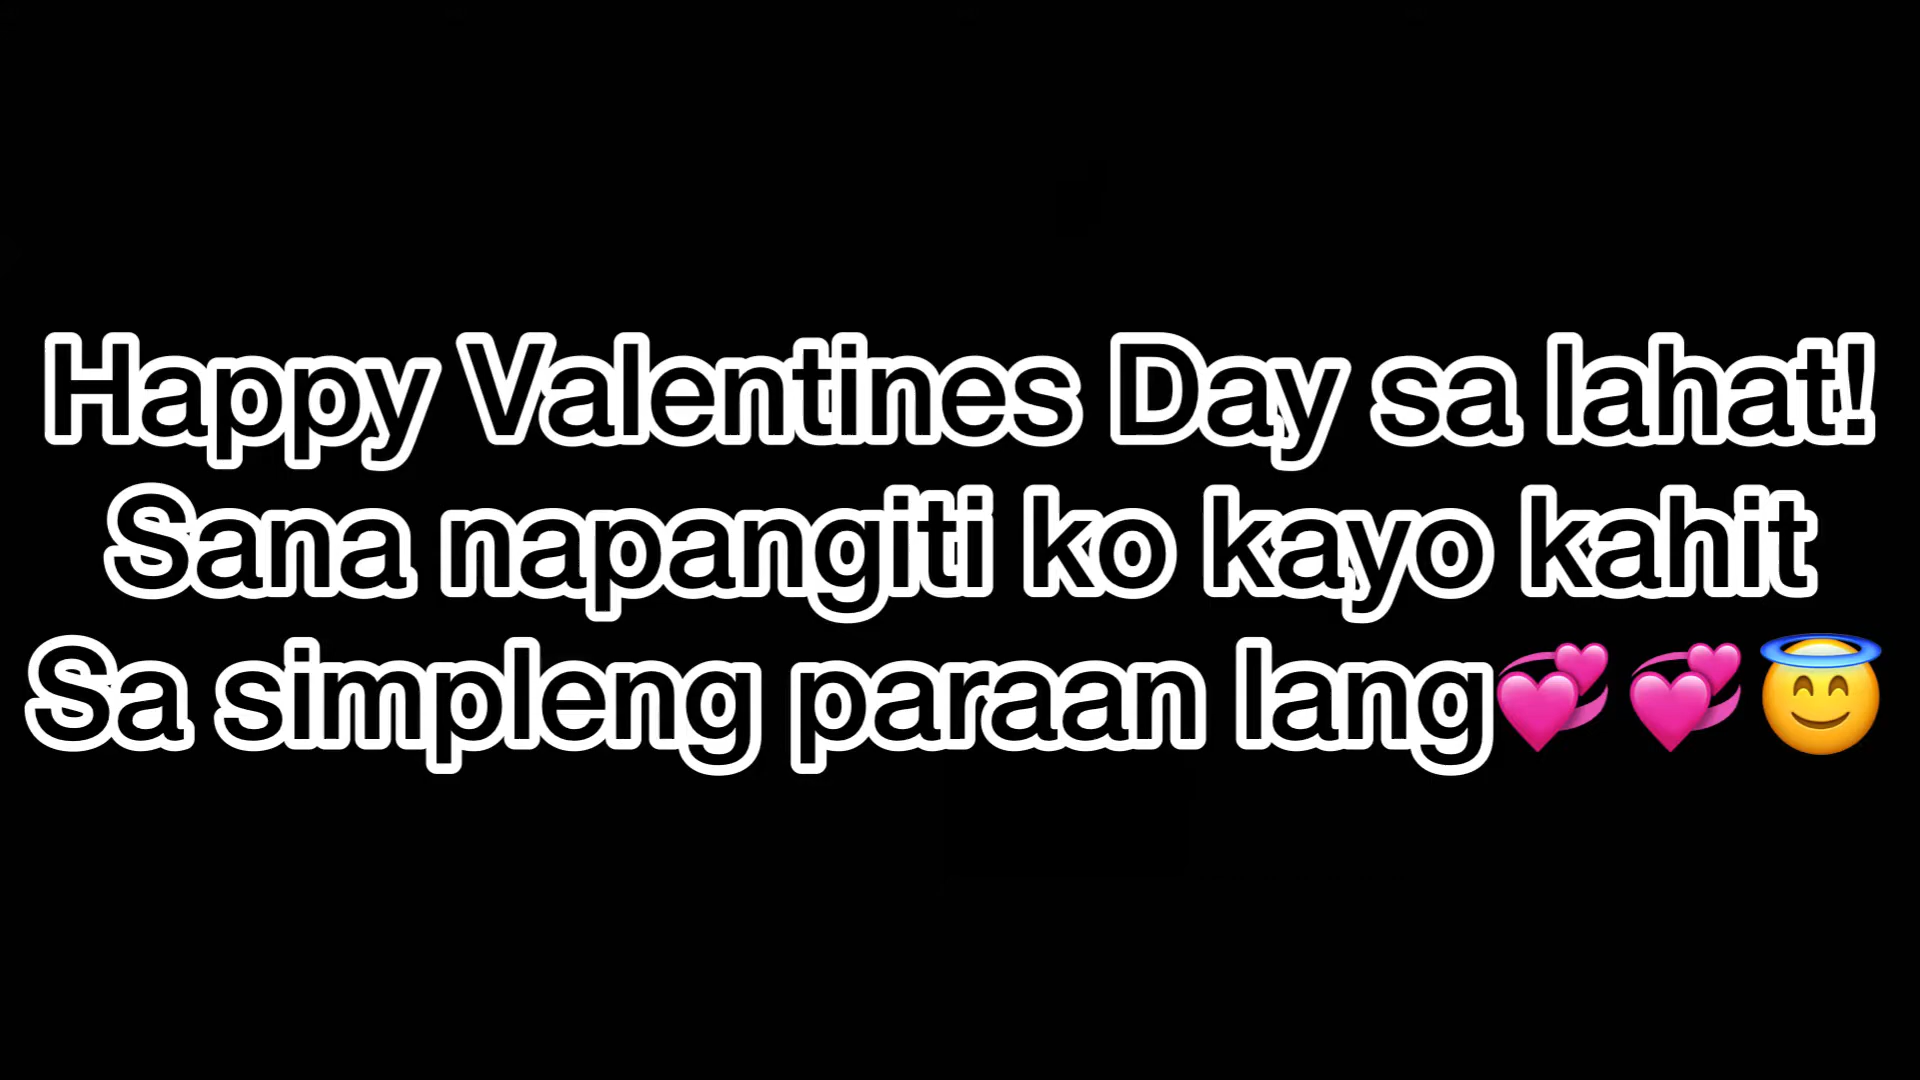 Happy Valentines Day sa lahat!
Sana napangiti ko kayo kahit
Sa simpleng paraan lang💞💞😇